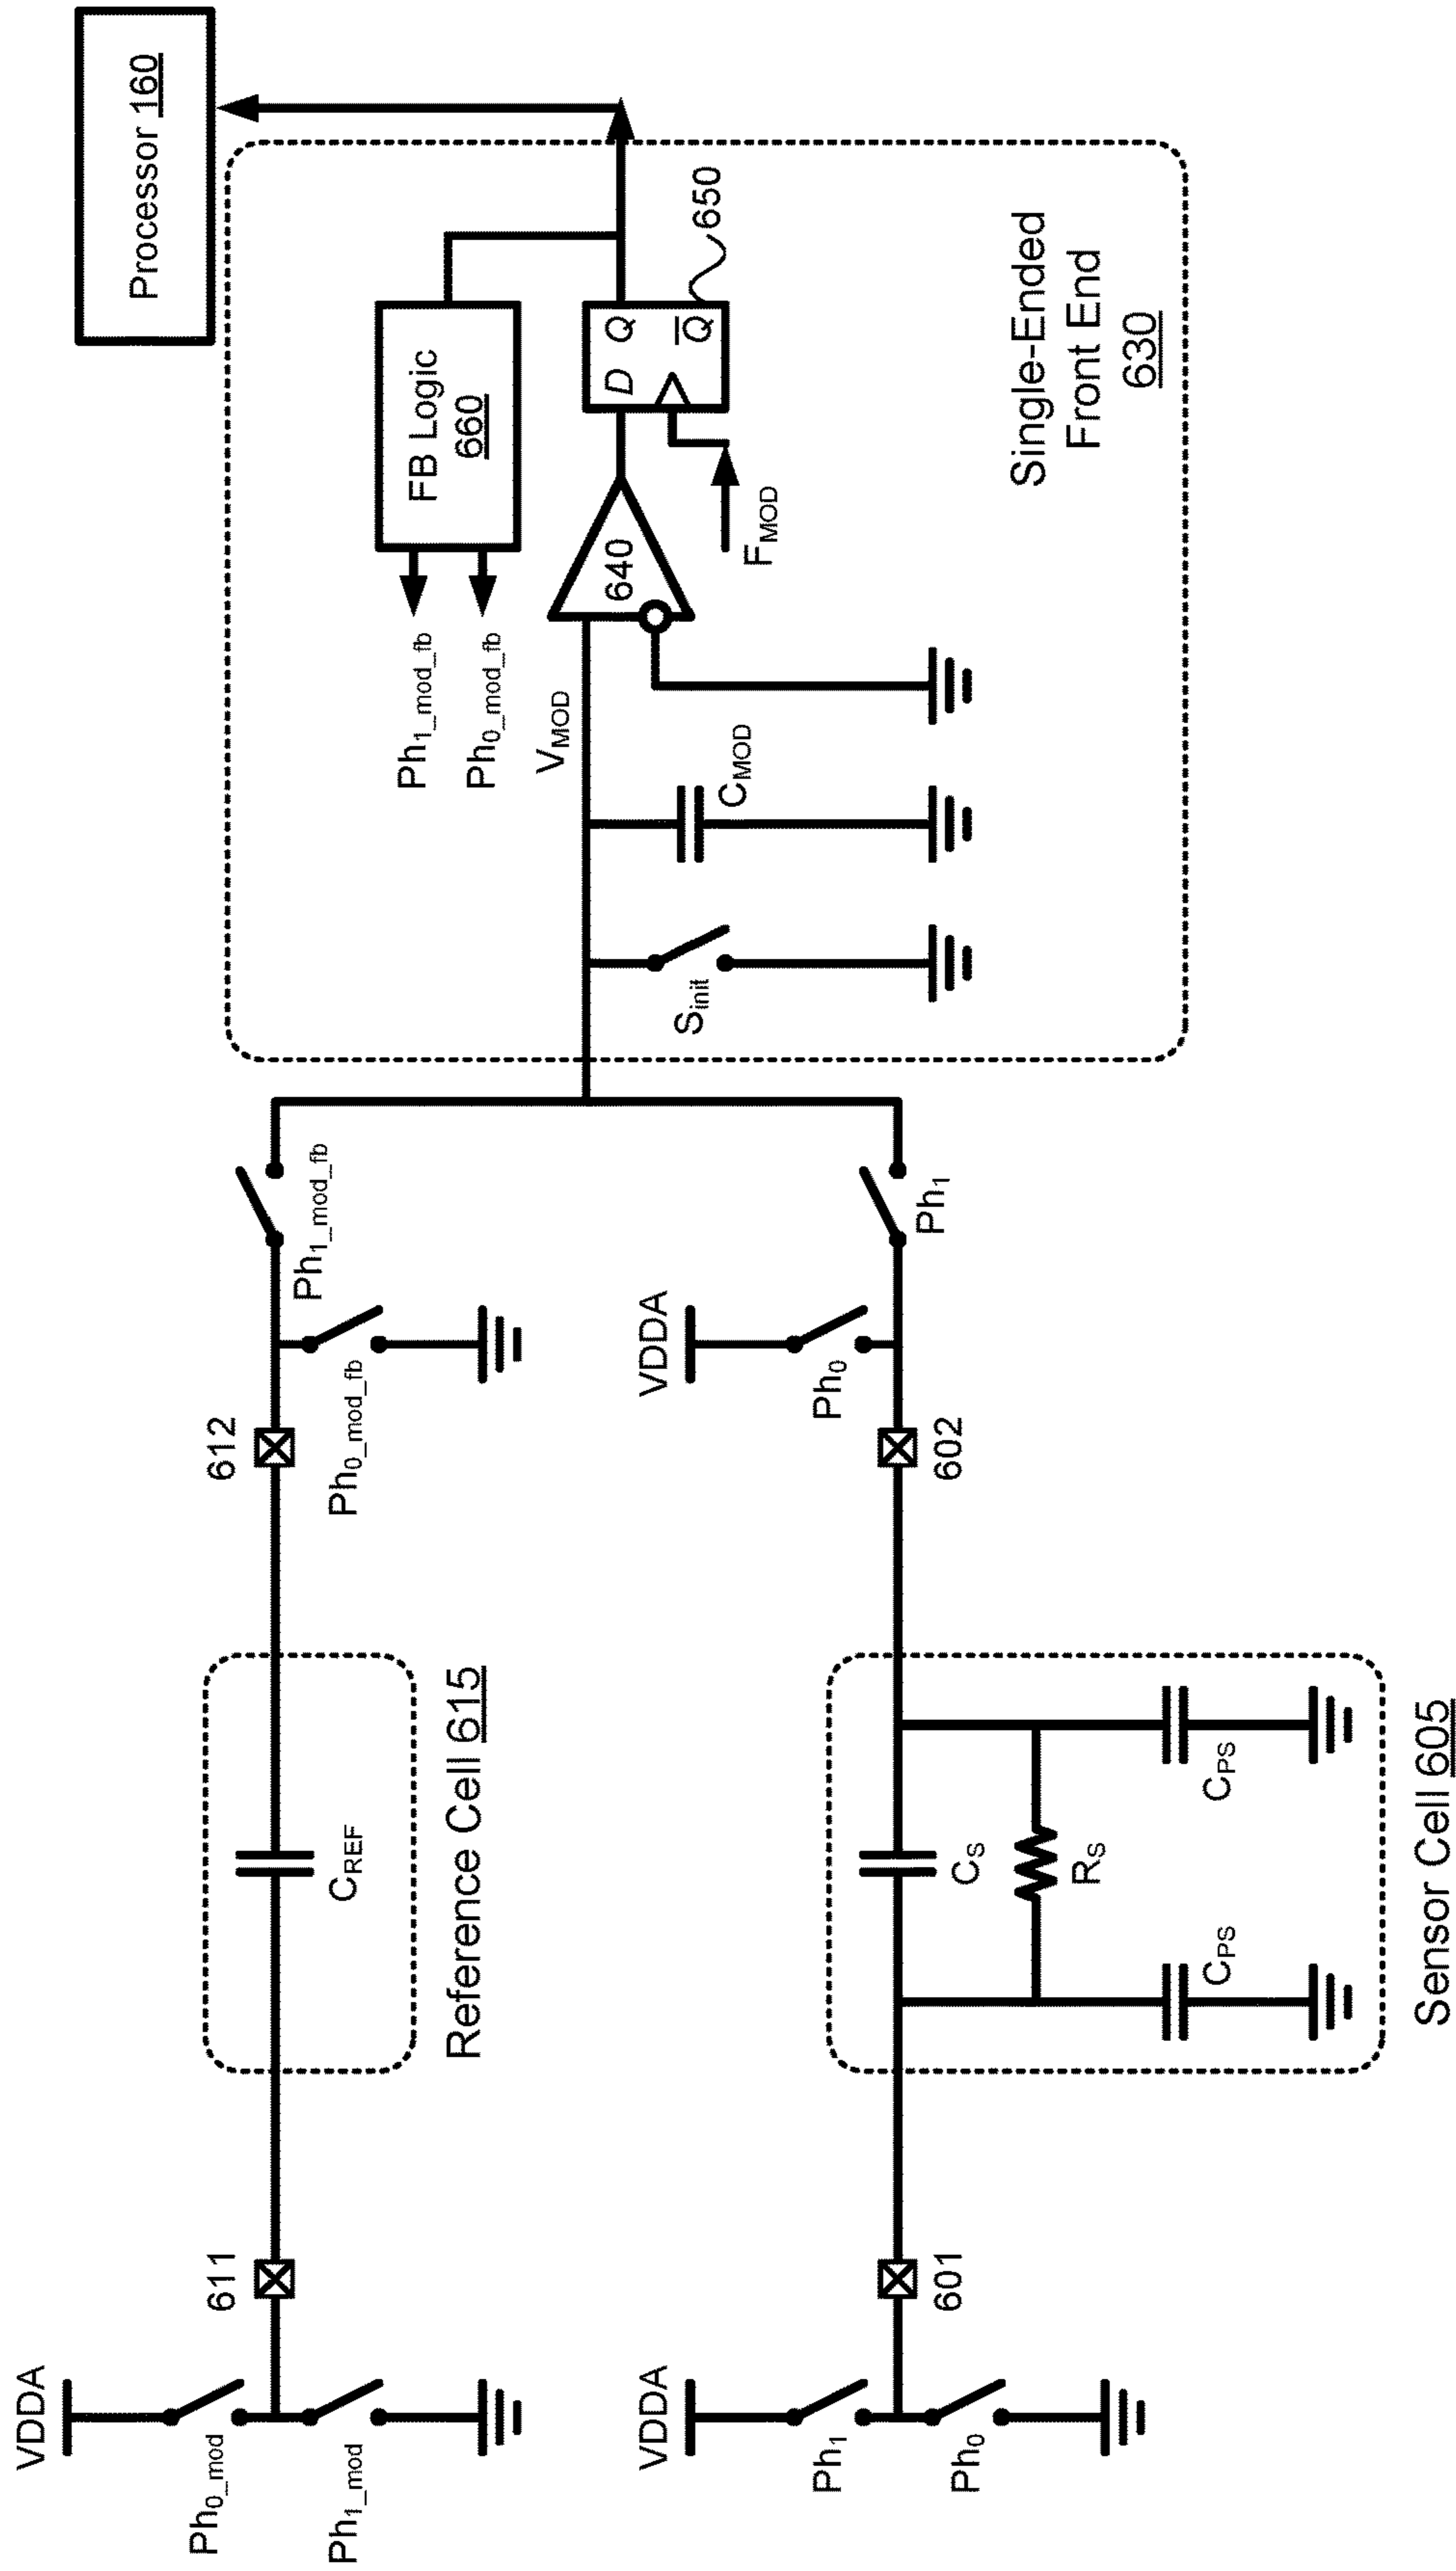 Processor 160
VDDA
Ph0_mod
Ph1_mod
611
CREF
Reference Cell 615
612
Ph0_mod_fb
Ph1_mod_fb
VDDA
Ph1
Ph0
601
CS
RS
CPS
CPS
Sensor Cell 605
VDDA
Ph0
602
Ph1
Sinit
CMOD
VMOD
Ph1_mod_fb
Ph0_mod_fb
FB Logic
660
640
D Q
Q
650
FMOD
Single-Ended
Front End
630